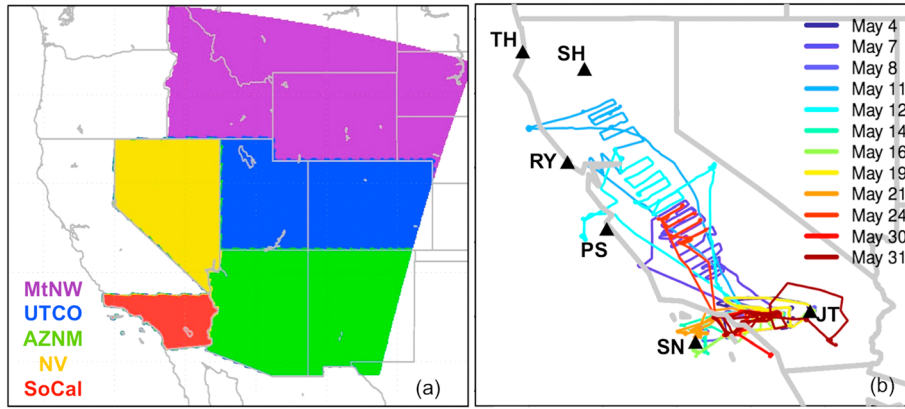 MtNW
UTCO
AZNM
NV
SoCal
(a)
TH
SH
RY
PS
SN
JT
May 4
May 7
May 8
May 11
May 12
May 14
May 16
May 19
May 21
May 24
May 30
May 31
(b)